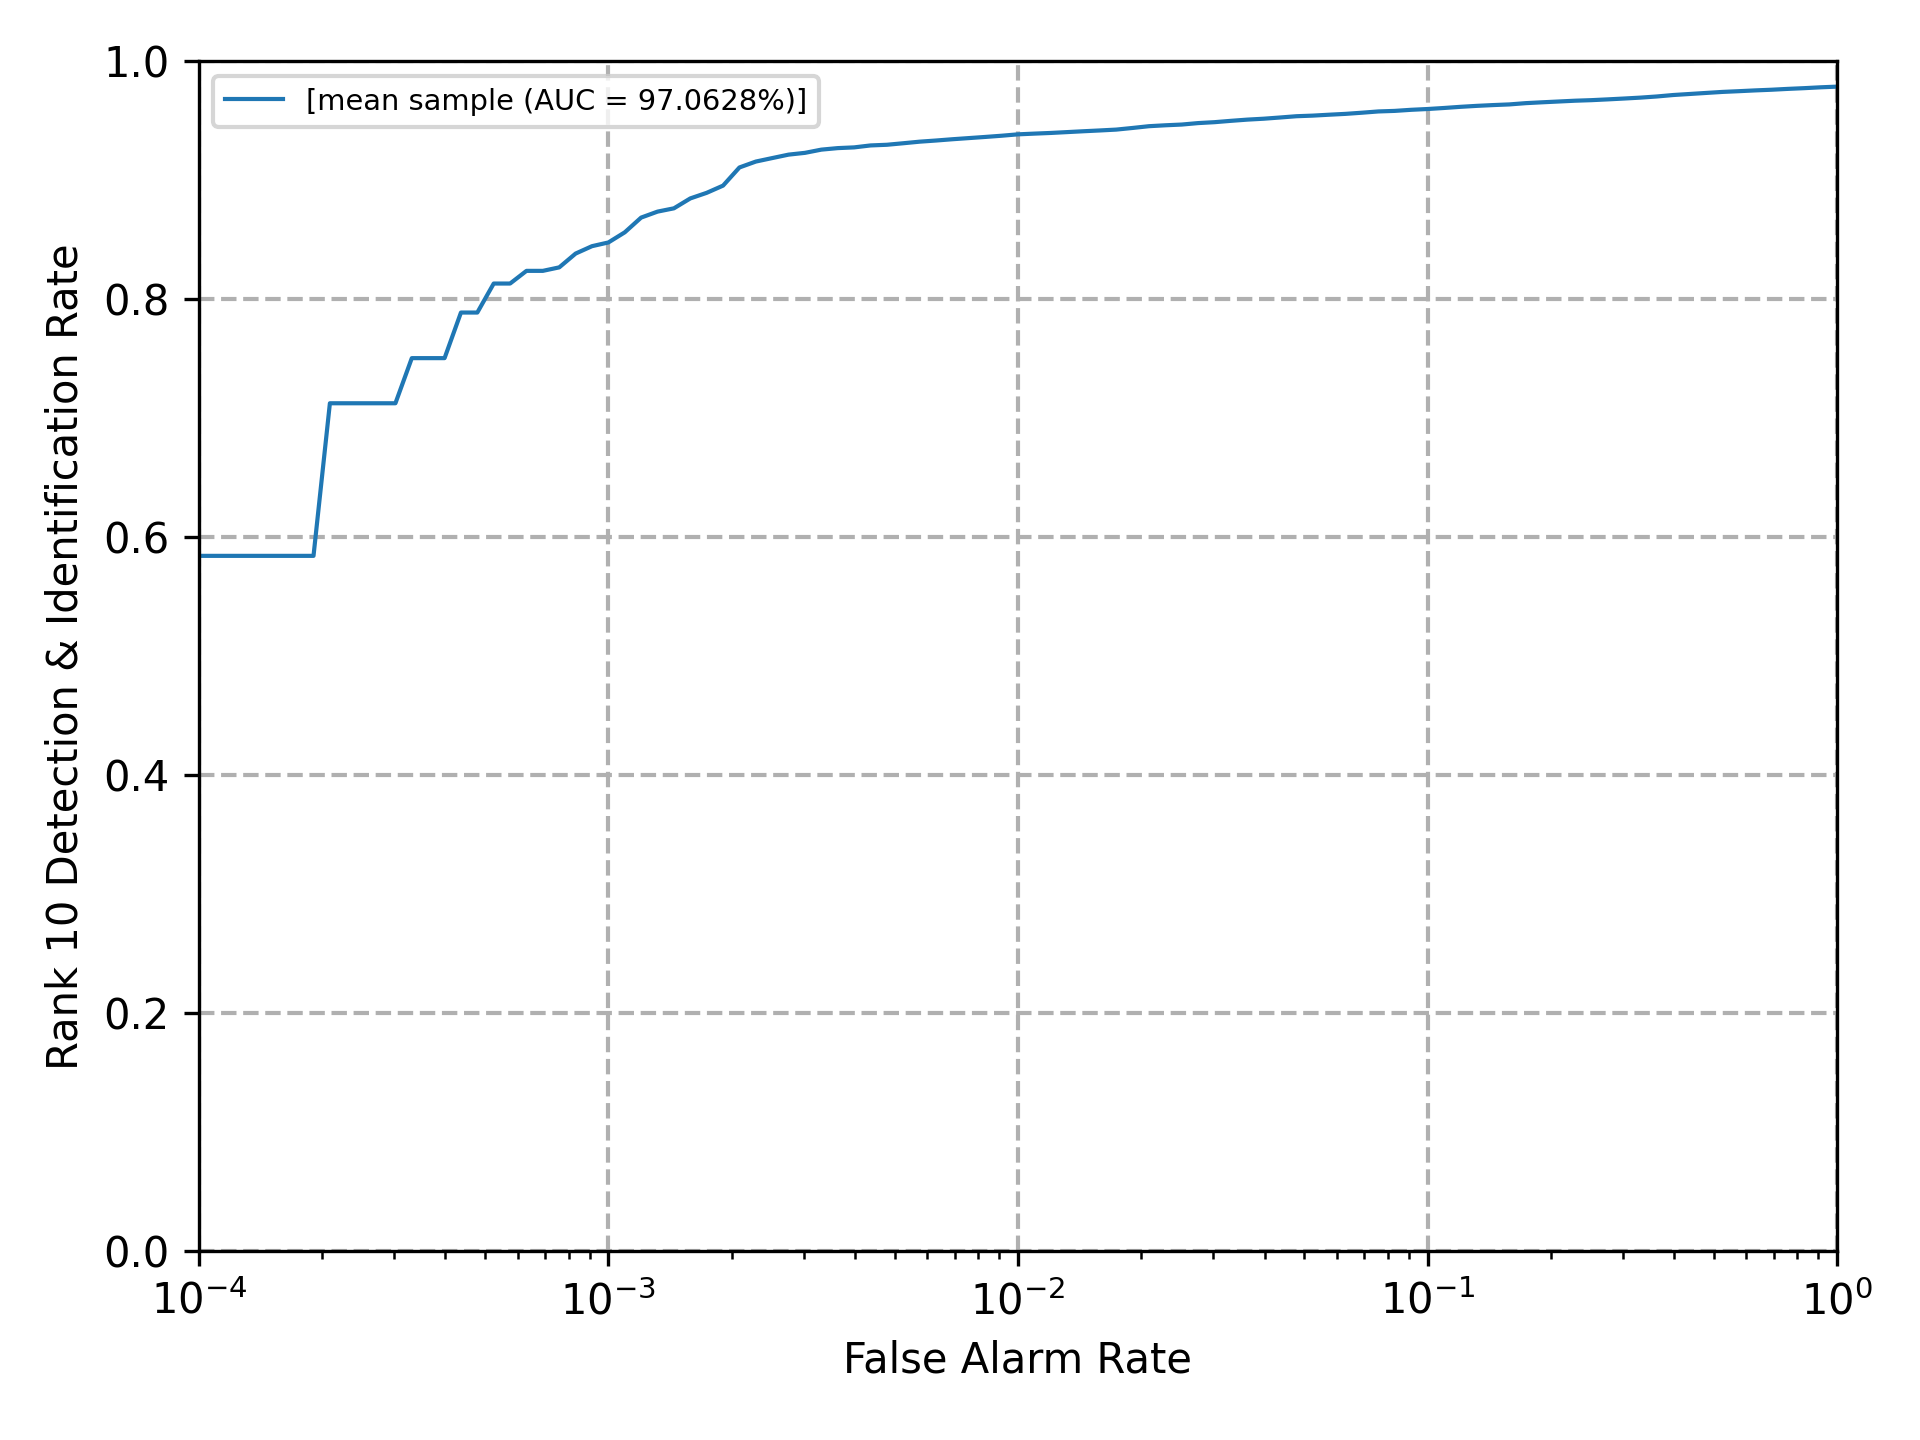 1.0
[mean sample (AUC = 97.0628%)]
0.8
0.6
0.4
0.2
0.0
Rank 10 Detection & Identification Rate
10⁻⁴ 10⁻³ 10⁻² 10⁻¹ 10⁰
False Alarm Rate